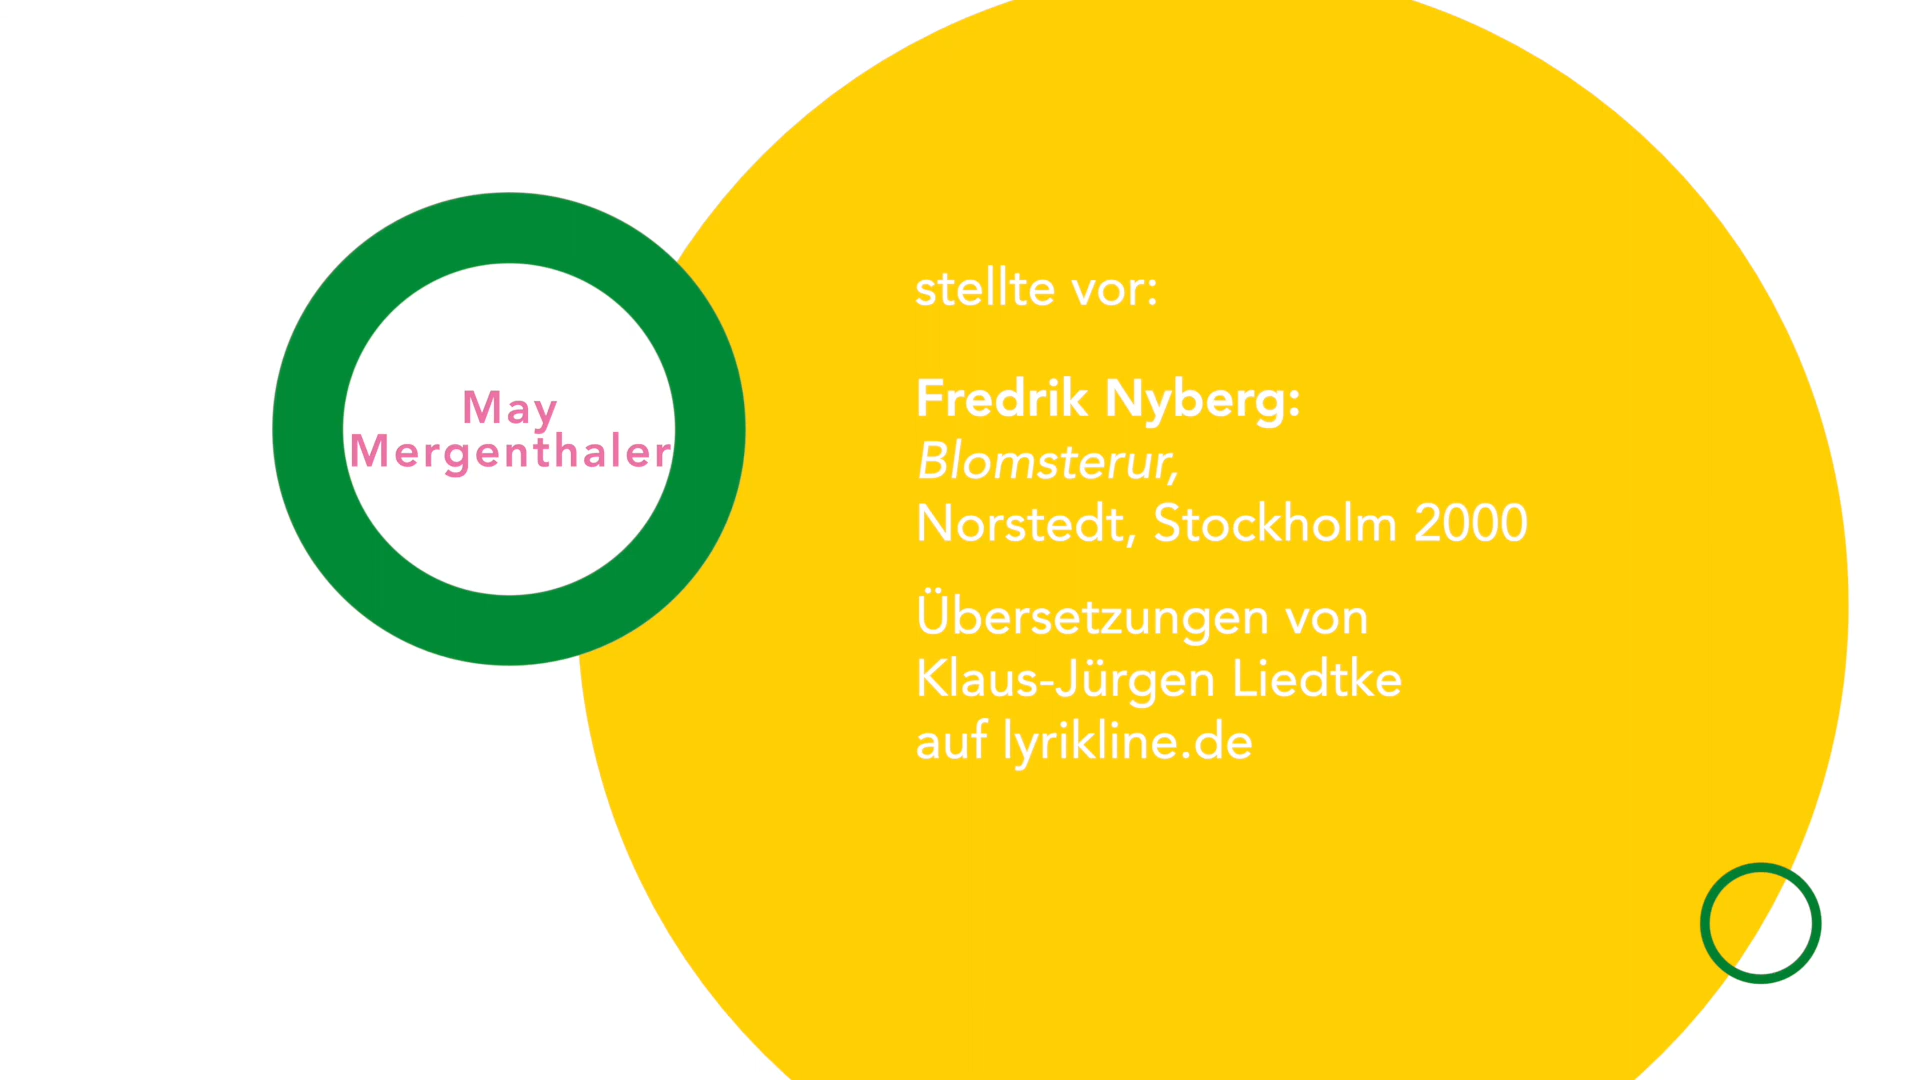 May
Mergenthaler
stellte vor:
Fredrik Nyberg:
Blomsterur,
Norstedt, Stockholm 2000
Übersetzungen von
Klaus-Jürgen Liedtke
auf lyrikline.de